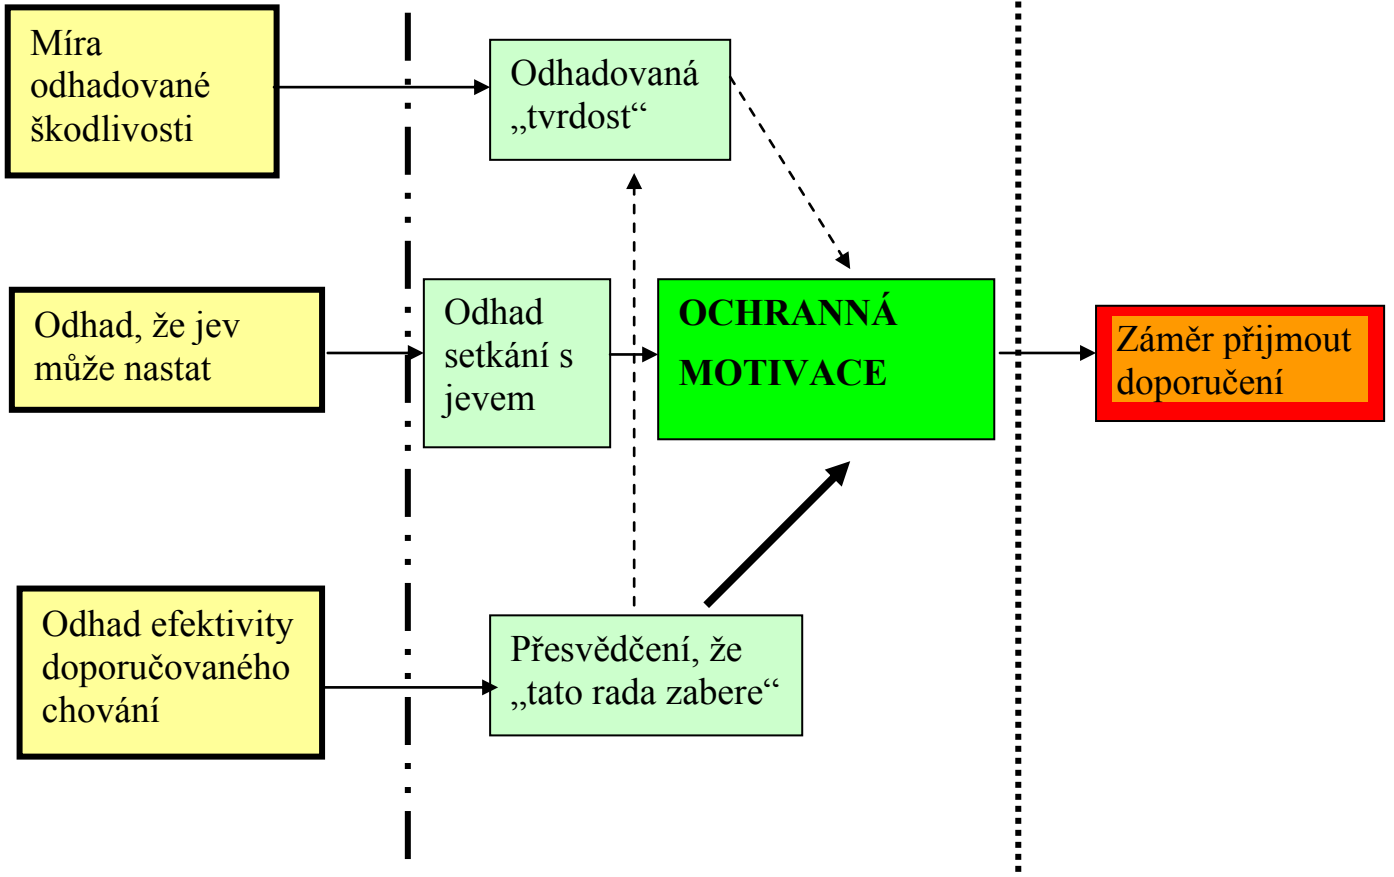 Míra
odhadované
škodlivosti
Odhadovaná
„tvrdost“
Odhad, že jev
může nastat
Odhad
setkání s
jevem
OCHRANNÁ
MOTIVACE
Záměr přijmout
doporučení
Odhad efektivity
doporučovaného
chování
Přesvědčení, že
„tato rada zabere“